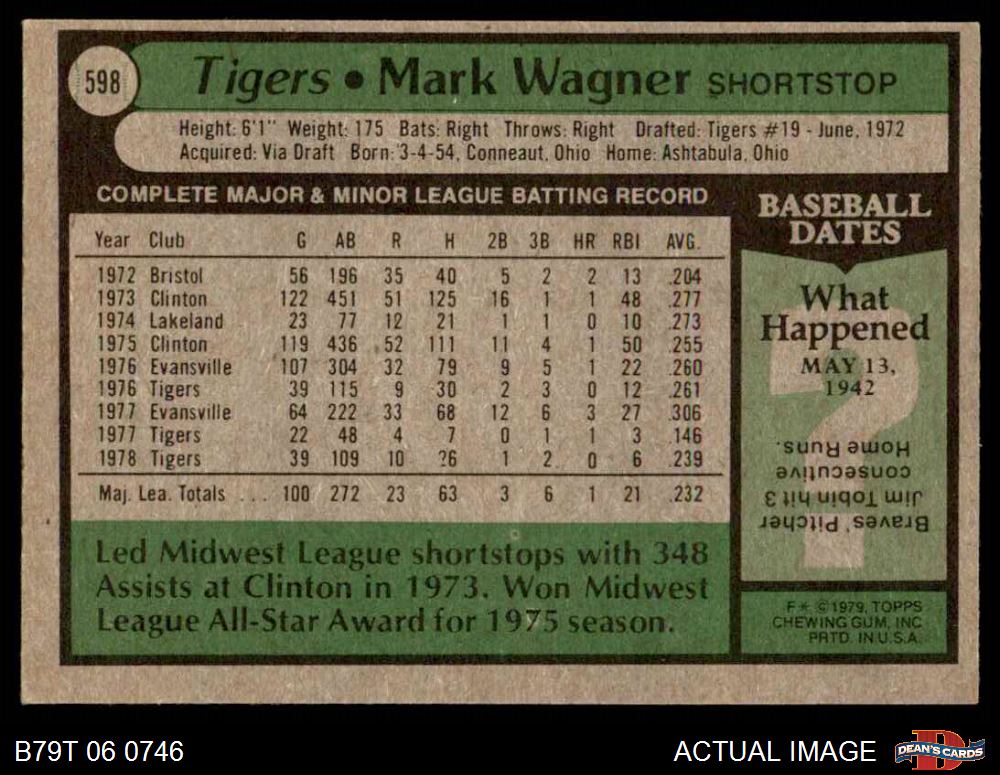 598
Tigers • Mark Wagner SHORTSTOP
Height: 6'1" Weight: 175 Bats: Right Throws: Right Drafted: Tigers #19 - June, 1972
Acquired: Via Draft Born: 3-4-54, Conneaut, Ohio Home: Ashtabula, Ohio
COMPLETE MAJOR & MINOR LEAGUE BATTING RECORD
Year Club G AB R H 2B 3B HR RBI AVG.
1972 Bristol 56 196 35 40 5 2 2 13 .204
1973 Clinton 122 451 51 125 16 1 1 48 .277
1974 Lakeland 23 77 12 21 1 1 0 10 .273
1975 Clinton 119 436 52 111 11 4 1 50 .255
1976 Evansville 107 304 32 79 9 5 1 22 .260
1976 Tigers 39 115 9 30 2 3 0 12 .261
1977 Evansville 64 222 33 68 12 6 3 27 .306
1977 Tigers 22 48 4 7 0 1 1 3 .146
1978 Tigers 39 109 10 26 1 2 0 6 .239
Maj. Lea. Totals ... 100 272 23 63 3 6 1 21 .232
Led Midwest League shortstops with 348
Assists at Clinton in 1973. Won Midwest
League All-Star Award for 1975 season.
BASEBALL
DATES
What
Happened
MAY 13,
1942
Braves' Pitcher
Jim Tobin hit 3
consecutive
Home Runs.
F* ©1979, TOPPS
CHEWING GUM, INC
PRTD. IN U.S.A.
B79T 06 0746
ACTUAL IMAGE
DEAN'S CARDS